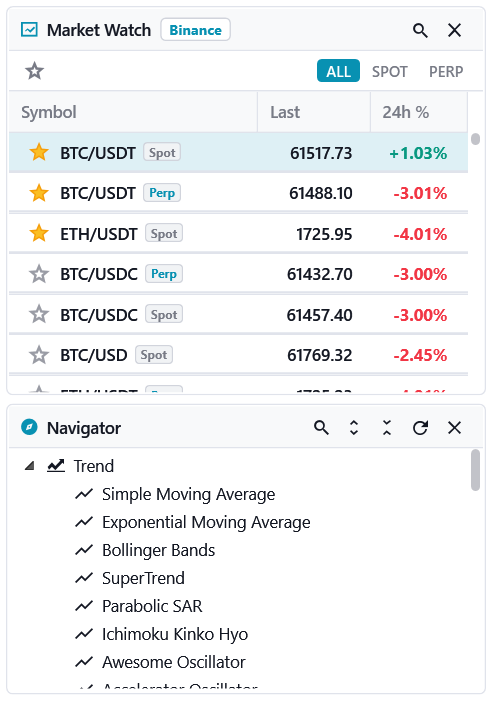 Market Watch Binance
ALL SPOT PERP
Symbol Last 24h %
BTC/USDT Spot 61517.73 +1.03%
BTC/USDT Perp 61488.10 -3.01%
ETH/USDT Spot 1725.95 -4.01%
BTC/USDC Perp 61432.70 -3.00%
BTC/USDC Spot 61457.40 -3.00%
BTC/USD Spot 61769.32 -2.45%
Navigator
Trend
Simple Moving Average
Exponential Moving Average
Bollinger Bands
SuperTrend
Parabolic SAR
Ichimoku Kinko Hyo
Awesome Oscillator
Accelerator Oscillator